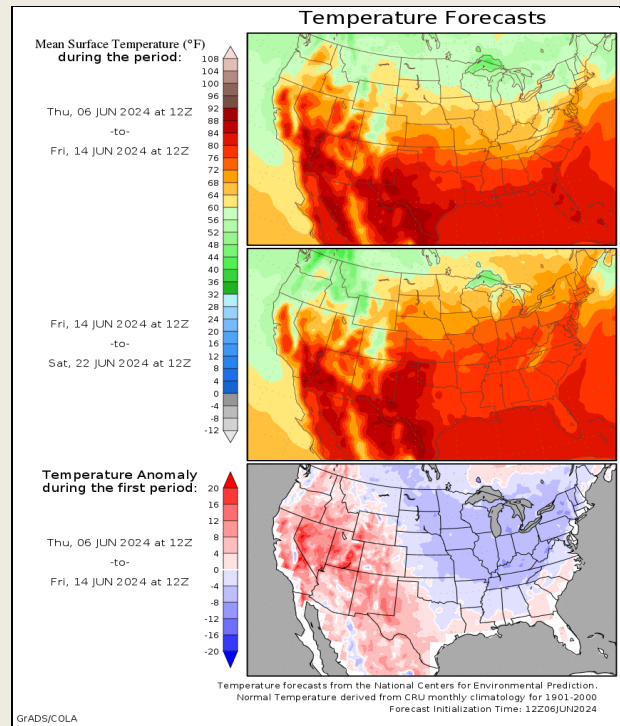 Temperature Forecasts
Mean Surface Temperature (°F)
during the period:
108
104
100
96
92
88
84
80
76
72
68
64
60
56
52
48
44
40
36
32
28
24
20
16
12
8
4
0
-4
-8
-12
Thu, 06 JUN 2024 at 12Z
-to-
Fri, 14 JUN 2024 at 12Z
Fri, 14 JUN 2024 at 12Z
-to-
Sat, 22 JUN 2024 at 12Z
Temperature Anomaly
during the first period:
20
16
12
8
4
0
-4
-8
-12
-16
-20
Thu, 06 JUN 2024 at 12Z
-to-
Fri, 14 JUN 2024 at 12Z
Temperature forecasts from the National Centers for Environmental Prediction.
Normal Temperature derived from CRU monthly climatology for 1901-2000
Forecast Initialization Time: 12Z06JUN2024
GrADS/COLA